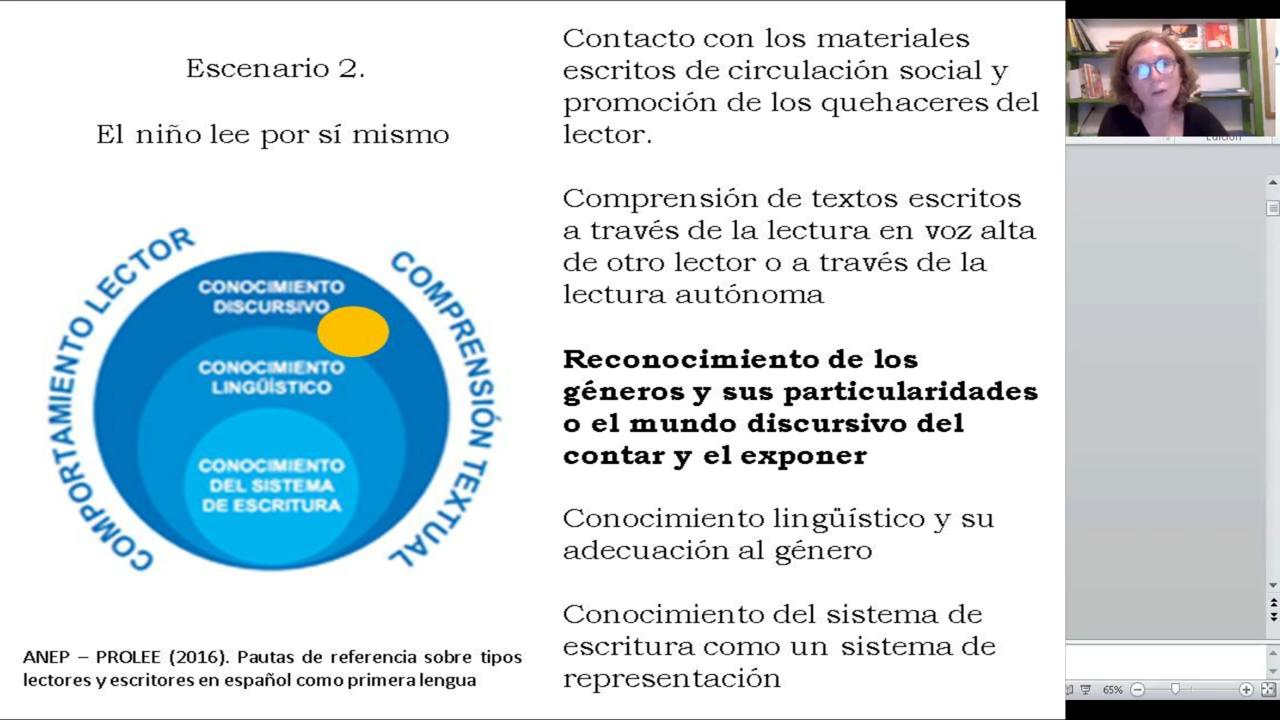 Escenario 2.
El niño lee por sí mismo
COMPORTAMIENTO LECTOR
COMPRENSIÓN TEXTUAL
CONOCIMIENTO
DISCURSIVO
CONOCIMIENTO
LINGÜÍSTICO
CONOCIMIENTO
DEL SISTEMA
DE ESCRITURA
ANEP – PROLEE (2016). Pautas de referencia sobre tipos
lectores y escritores en español como primera lengua
Contacto con los materiales
escritos de circulación social y
promoción de los quehaceres del
lector.
Comprensión de textos escritos
a través de la lectura en voz alta
de otro lector o a través de la
lectura autónoma
Reconocimiento de los
géneros y sus particularidades
o el mundo discursivo del
contar y el exponer
Conocimiento lingüístico y su
adecuación al género
Conocimiento del sistema de
escritura como un sistema de
representación
Edición
65%